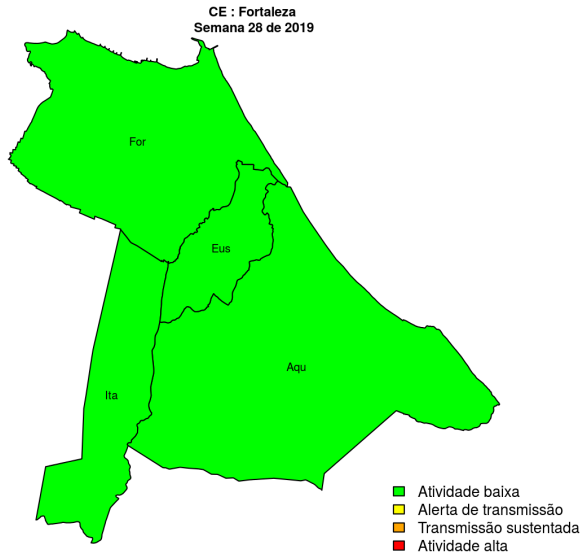 CE : Fortaleza
Semana 28 de 2019
For
Eus
Aqu
Ita
Atividade baixa
Alerta de transmissão
Transmissão sustentada
Atividade alta